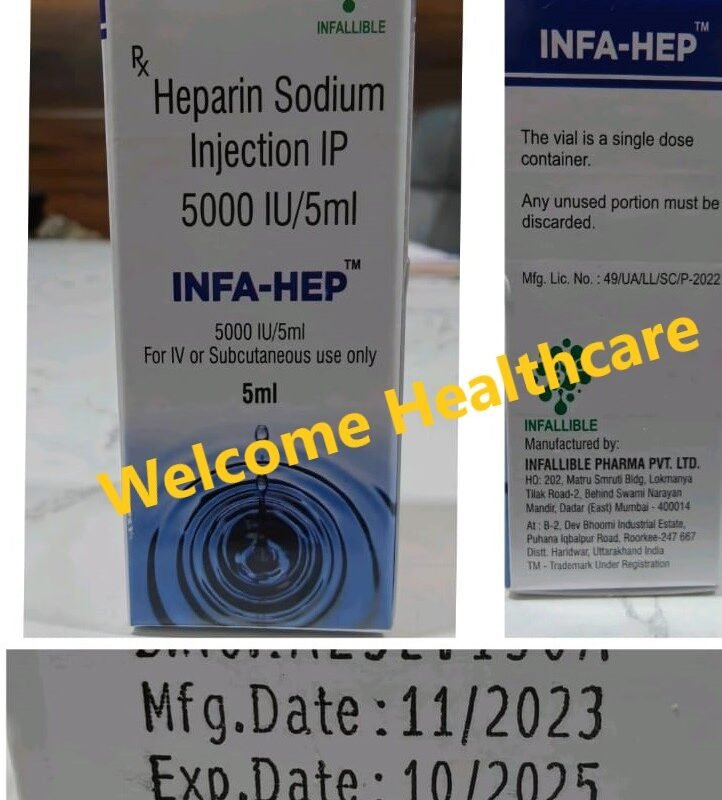 INFALLIBLE
Rx
Heparin Sodium
Injection IP
5000 IU/5ml
INFA-HEP™
5000 IU/5ml
For IV or Subcutaneous use only
5ml
INFA-HEP™
The vial is a single dose
container.
Any unused portion must be
discarded.
Mfg. Lic. No. : 49/UA/LL/SC/P-2022
INFALLIBLE
Manufactured by:
INFALLIBLE PHARMA PVT. LTD.
HO: 202, Matru Smruti Bldg, Lokmanya
Tilak Road-2, Behind Swami Narayan
Mandir, Dadar (East) Mumbai - 400014
At : B-2, Dev Bhoomi Industrial Estate,
Puhana Iqbalpur Road, Roorkee-247 667
Distt. Haridwar, Uttarakhand India
TM - Trademark Under Registration
Welcome Healthcare
Mfg.Date:11/2023
Exp.Date:10/2025